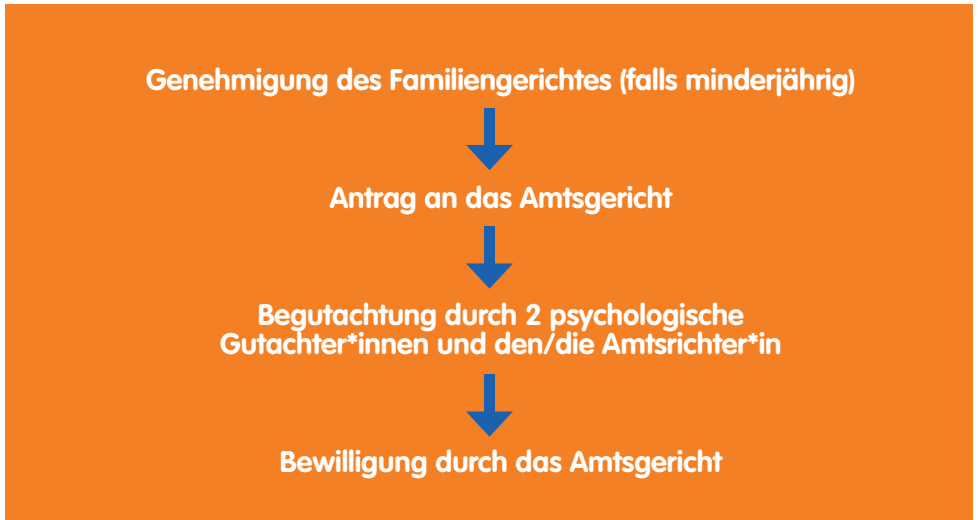 Genehmigung des Familiengerichtes (falls minderjährig)
Antrag an das Amtsgericht
Begutachtung durch 2 psychologische
Gutachter*innen und den/die Amtsrichter*in
Bewilligung durch das Amtsgericht